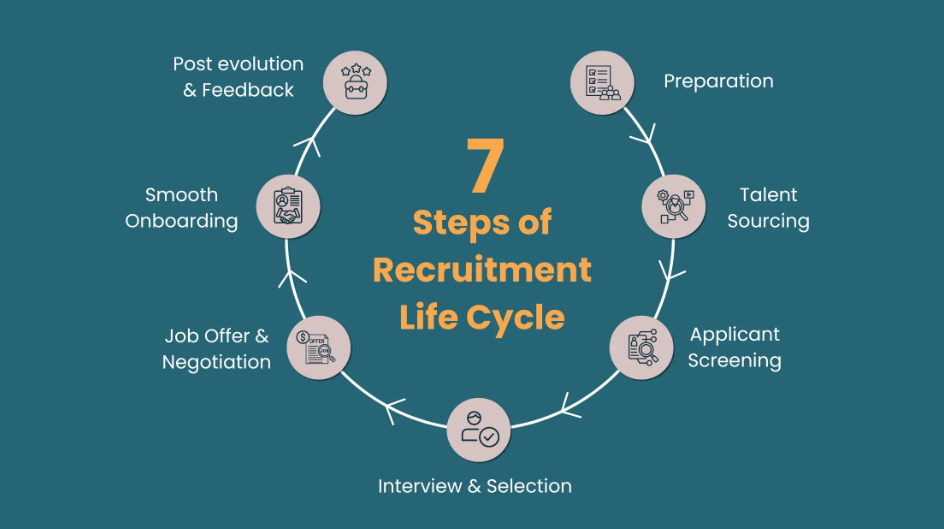 7
Steps of
Recruitment
Life Cycle
Preparation
Talent
Sourcing
Applicant
Screening
Interview & Selection
Job Offer &
Negotiation
OFFER
Smooth
Onboarding
Post evolution
& Feedback